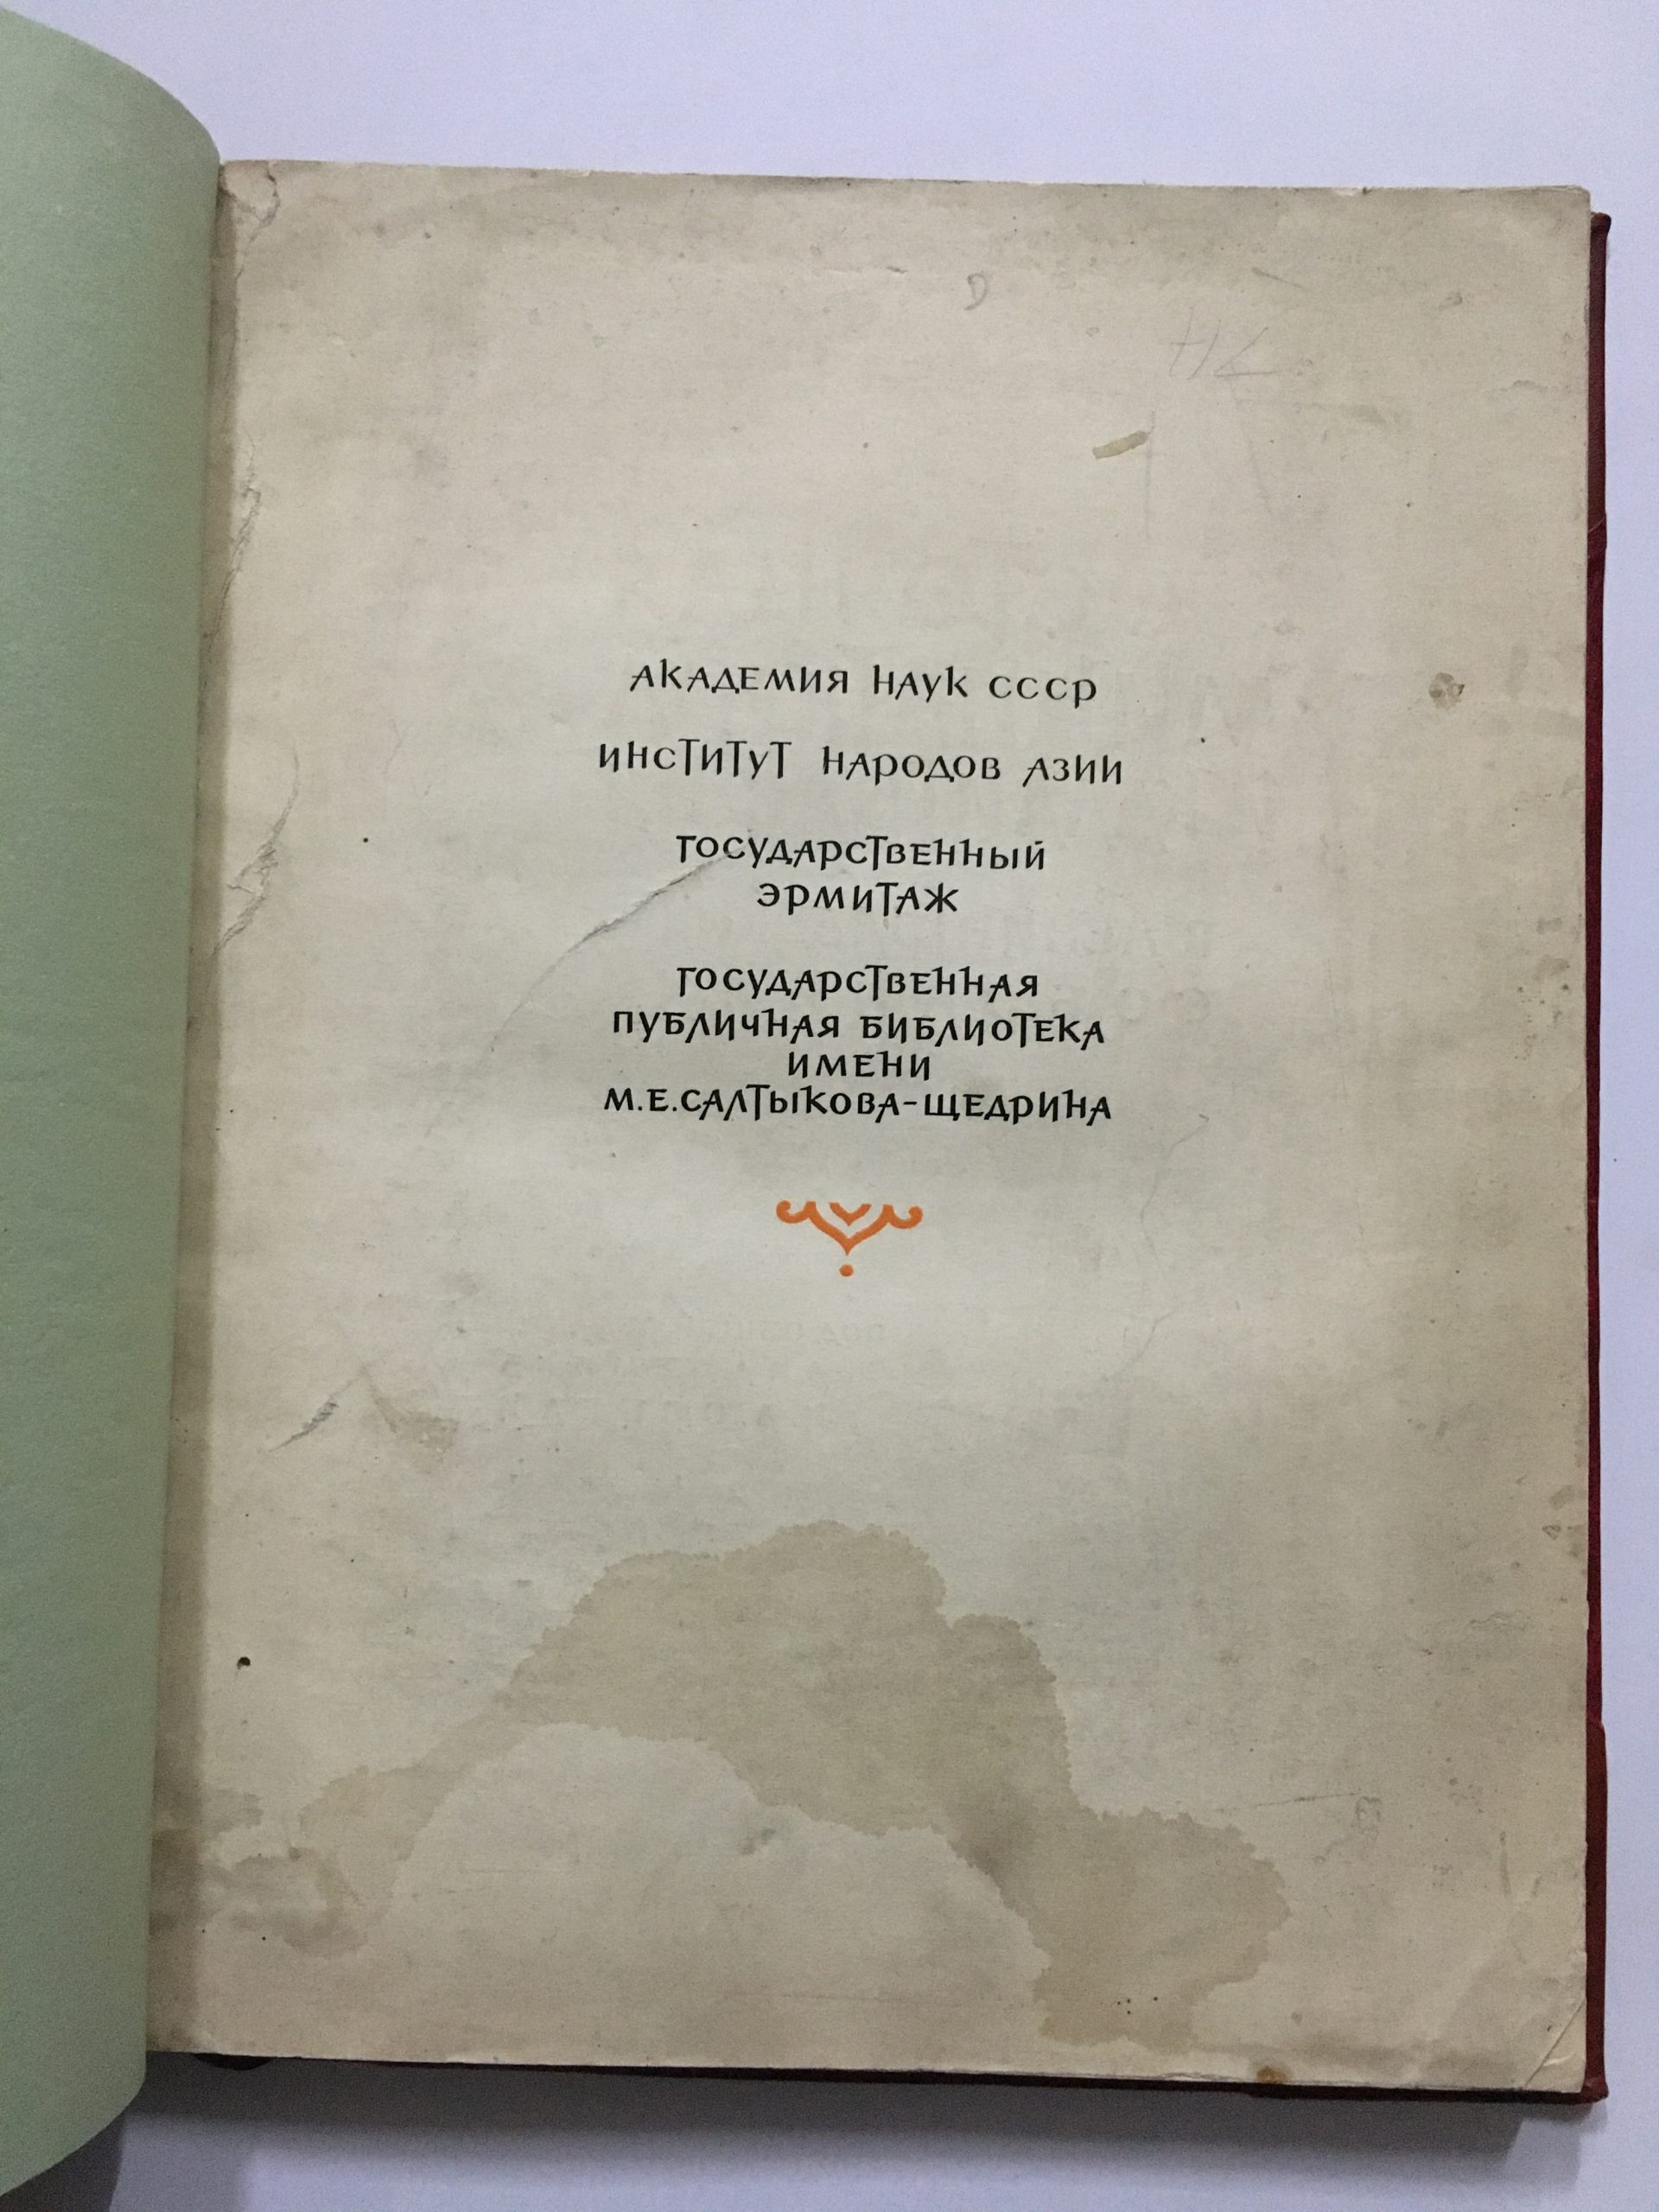 АКАДЕМИЯ НАУК СССР
ИНСТИТУТ НАРОДОВ АЗИИ
ГОСУДАРСТВЕННЫЙ
ЭРМИТАЖ
ГОСУДАРСТВЕННАЯ
ПУБЛИЧНАЯ БИБЛИОТЕКА
ИМЕНИ
М.Е.САЛТЫКОВА-ЩЕДРИНА